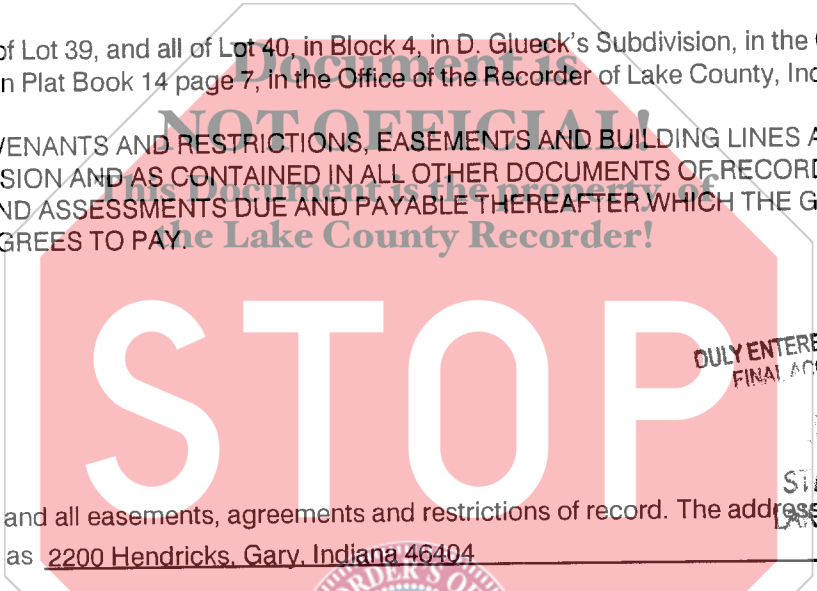 of Lot 39, and all of Lot 40, in Block 4, in D. Glueck's Subdivision, in the
Document is
n Plat Book 14 page 7, in the Office of the Recorder of Lake County, Ind
NOT OFFICIAL!
VENANTS AND RESTRICTIONS, EASEMENTS AND BUILDING LINES A
SION AND AS CONTAINED IN ALL OTHER DOCUMENTS OF RECORD
This Document is the property of
ND ASSESSMENTS DUE AND PAYABLE THEREAFTER WHICH THE G
GREES TO PAY.
the Lake County Recorder!
STOP
DULY ENTERE
FINAL ACC
STA
and all easements, agreements and restrictions of record. The address
LAK
as 2200 Hendricks, Gary, Indiana 46404
RDER'S O